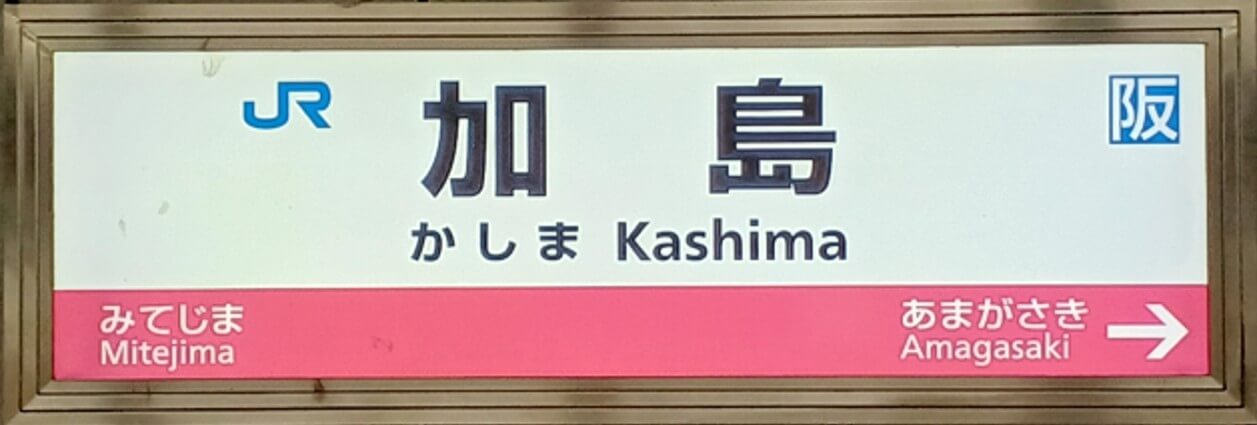 JR 加島 阪
かしま Kashima
みてじま あまがさき →
Mitejima Amagasaki